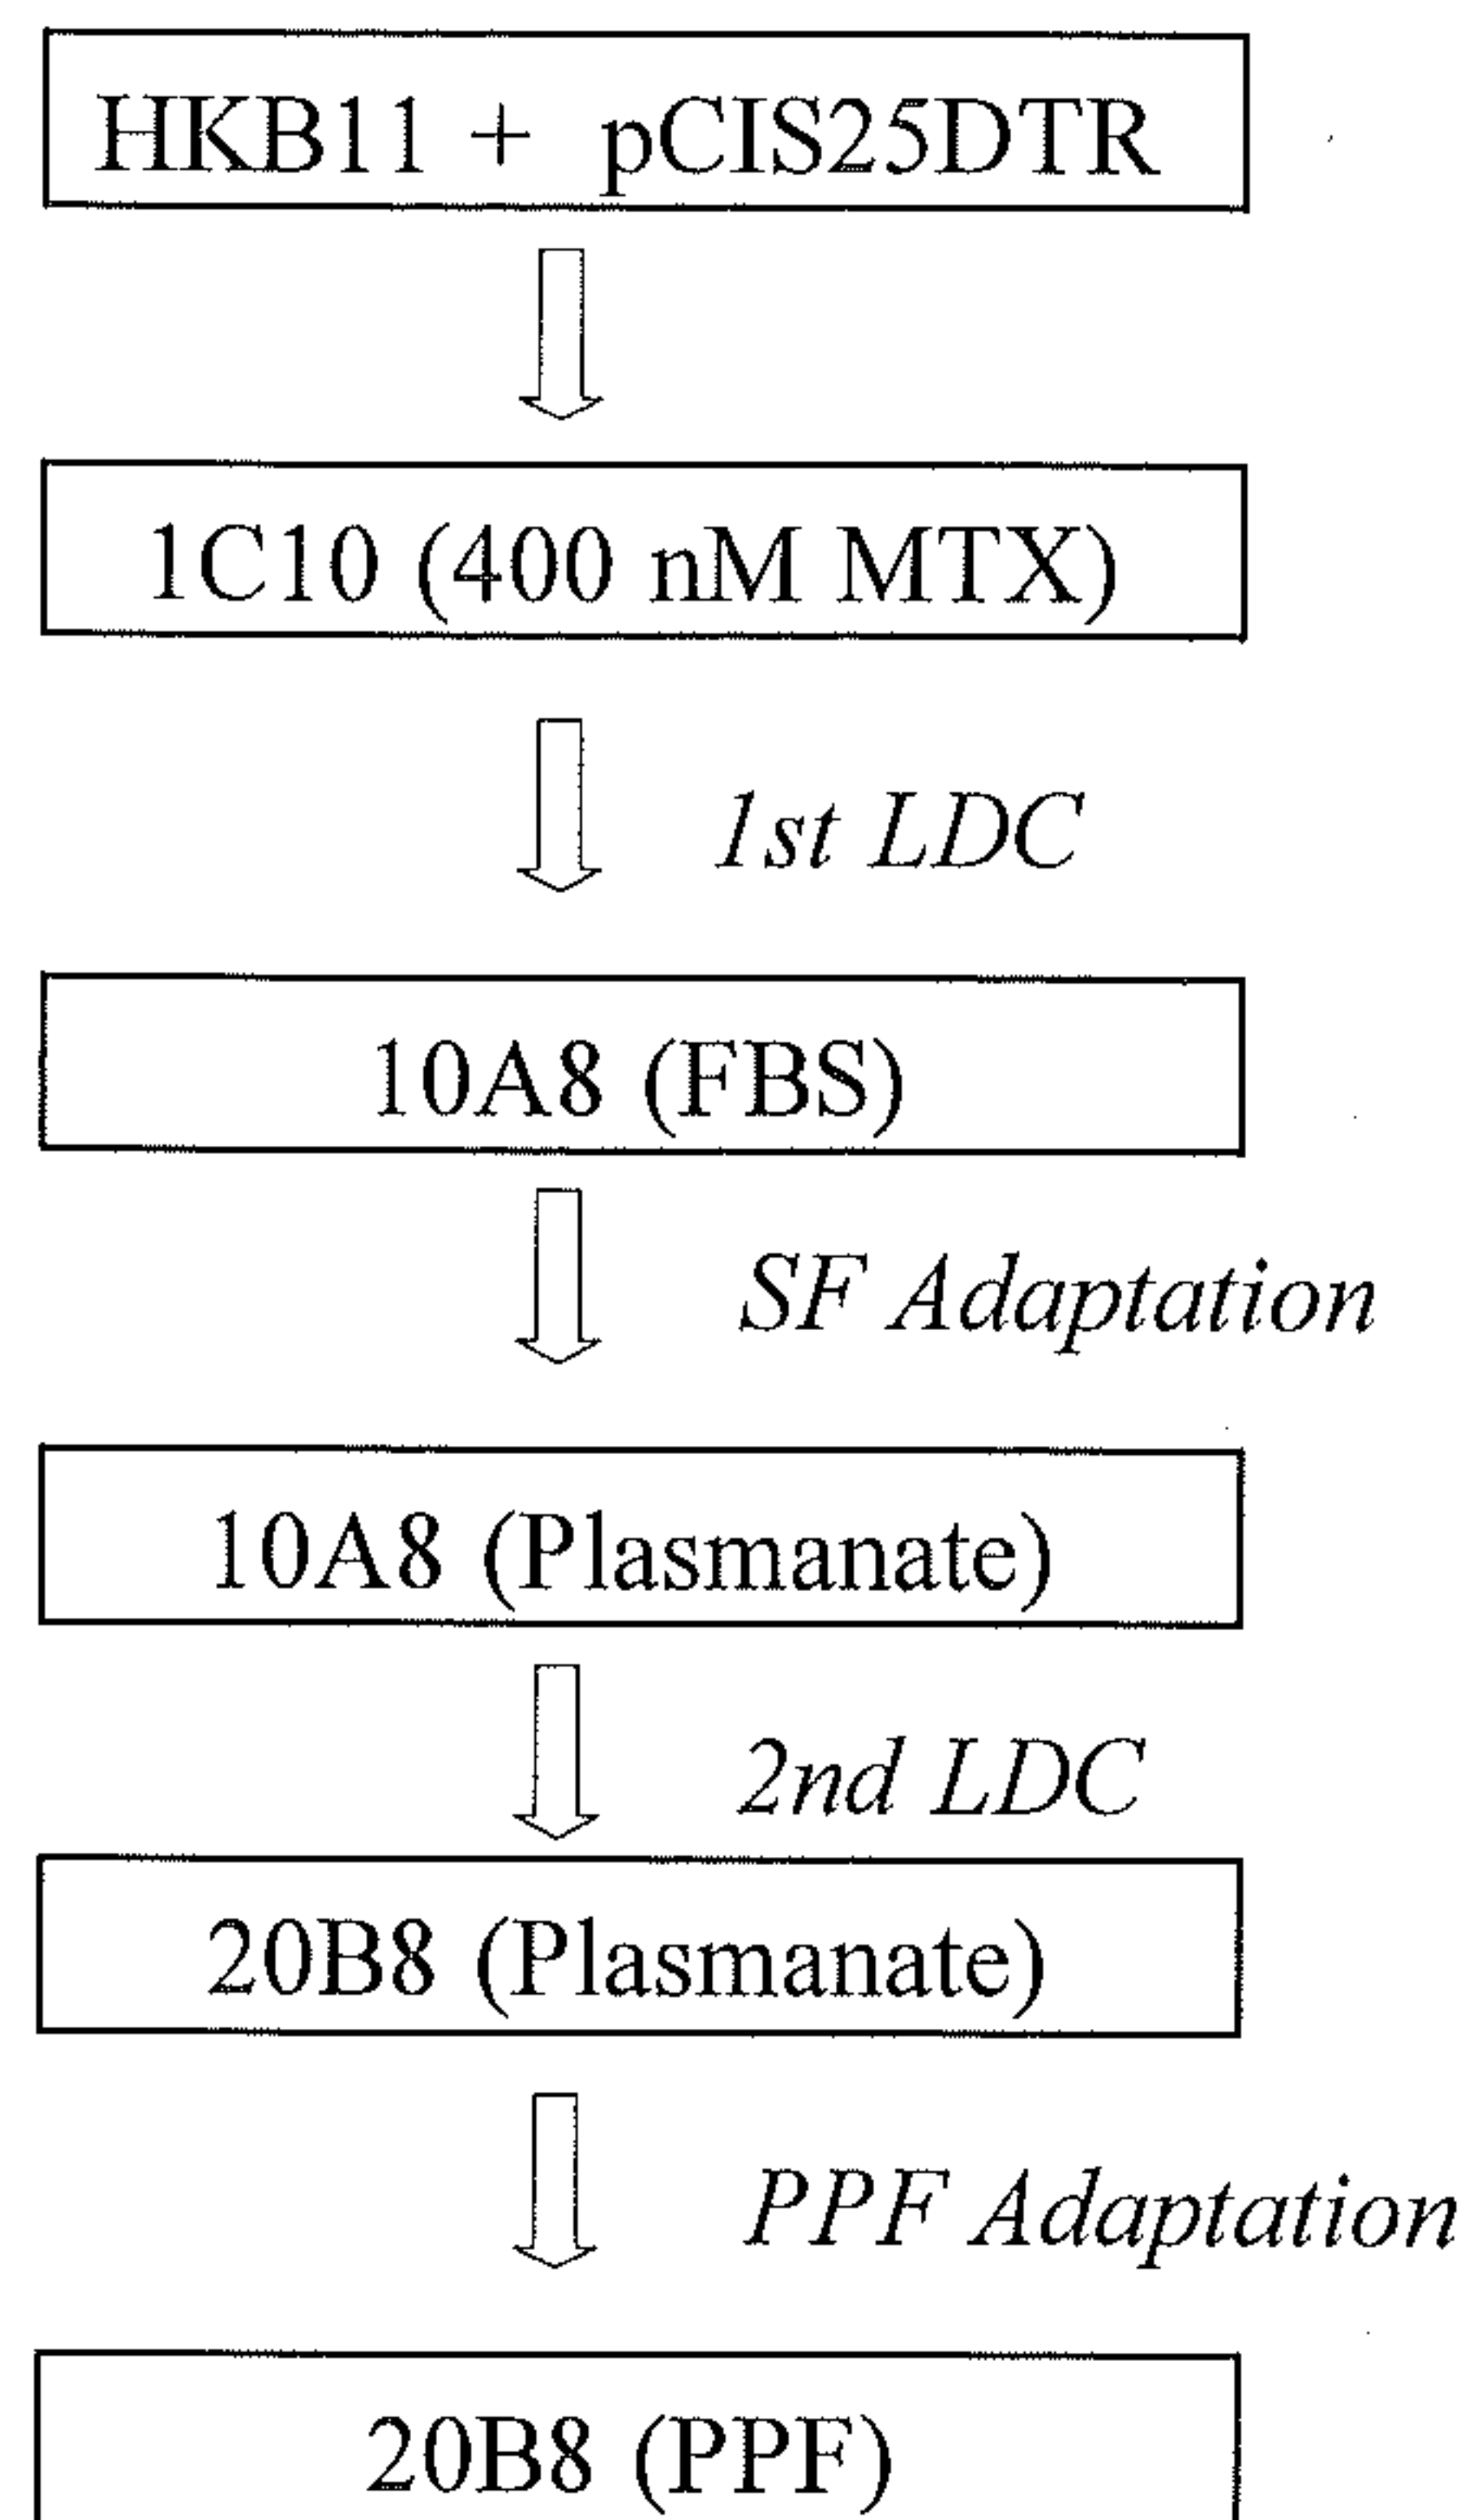 HKB11 + pCIS25DTR
1C10 (400 nM MTX)
1st LDC
10A8 (FBS)
SF Adaptation
10A8 (Plasmanate)
2nd LDC
20B8 (Plasmanate)
PPF Adaptation
20B8 (PPF)